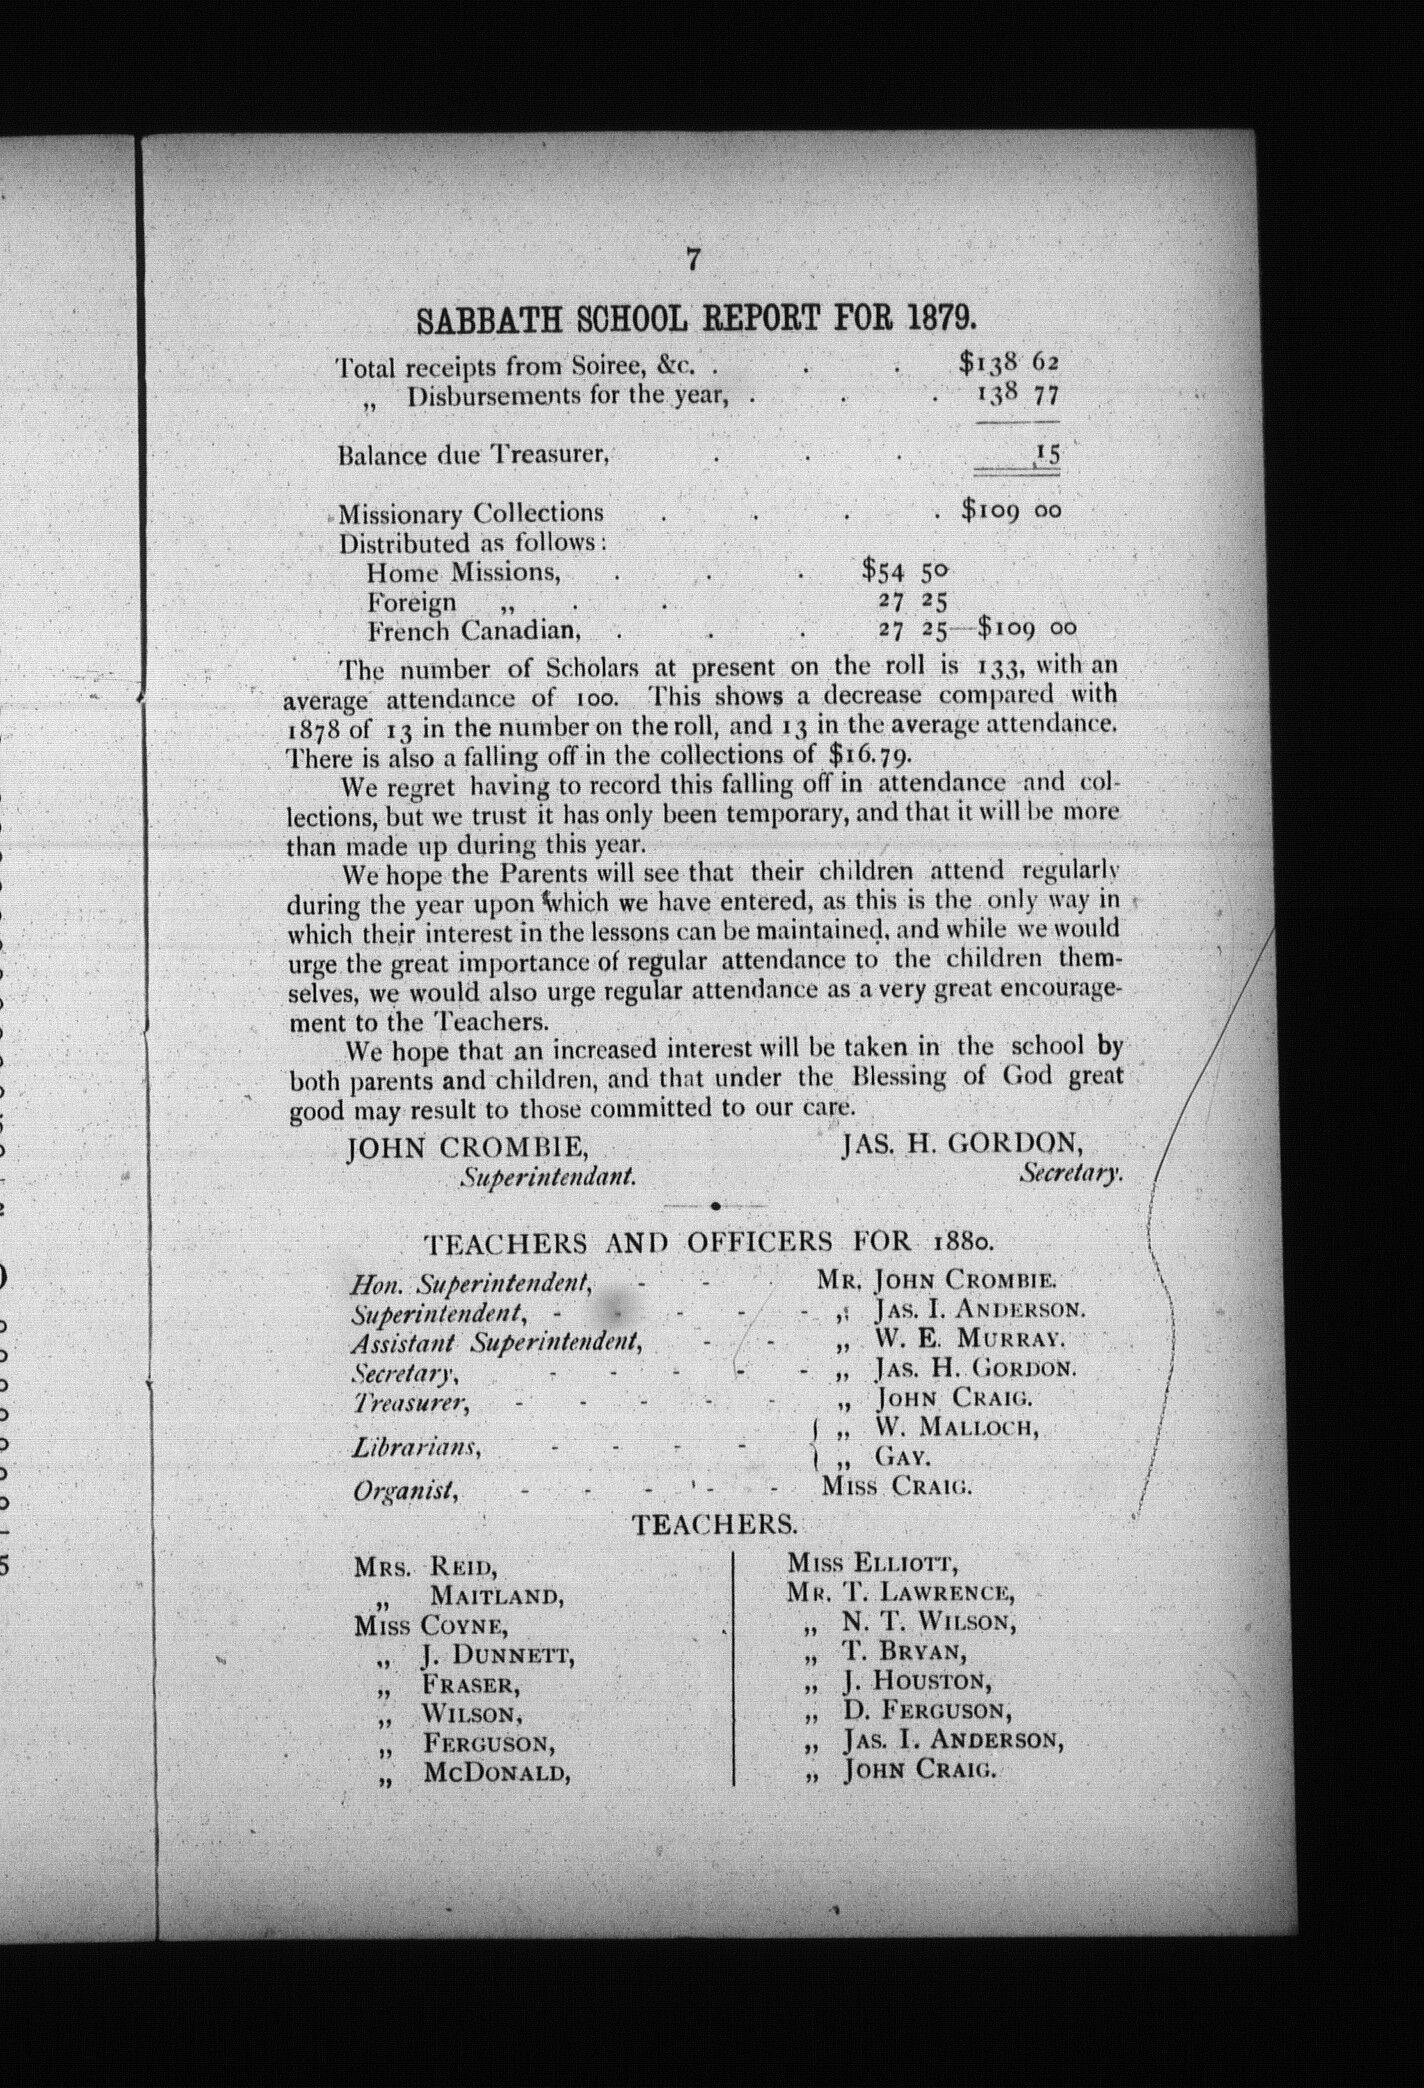 7
SABBATH SCHOOL REPORT FOR 1879.
Total receipts from Soiree, &c. . . . $138 62
„ Disbursements for the year, . . . 138 77
Balance due Treasurer, . . . 15
Missionary Collections . . . . $109 00
Distributed as follows:
Home Missions, . . . $54 50
Foreign „ . . 27 25
French Canadian, . . . 27 25—$109 00
The number of Scholars at present on the roll is 133, with an
average attendance of 100. This shows a decrease compared with
1878 of 13 in the number on the roll, and 13 in the average attendance.
There is also a falling off in the collections of $16.79.
We regret having to record this falling off in attendance and col-
lections, but we trust it has only been temporary, and that it will be more
than made up during this year.
We hope the Parents will see that their children attend regularly
during the year upon which we have entered, as this is the only way in
which their interest in the lessons can be maintained, and while we would
urge the great importance of regular attendance to the children them-
selves, we would also urge regular attendance as a very great encourage-
ment to the Teachers.
We hope that an increased interest will be taken in the school by
both parents and children, and that under the Blessing of God great
good may result to those committed to our care.
JOHN CROMBIE, JAS. H. GORDON,
Superintendant. Secretary.
TEACHERS AND OFFICERS FOR 1880.
Hon. Superintendent, - - MR. JOHN CROMBIE.
Superintendent, - - - - - „ JAS. I. ANDERSON.
Assistant Superintendent, - - „ W. E. MURRAY.
Secretary, - - - - - „ JAS. H. GORDON.
Treasurer, - - - - - „ JOHN CRAIG.
Librarians, - - - - { „ W. MALLOCH,
„ GAY.
Organist, - - - - - MISS CRAIG.
TEACHERS.
MRS. REID,
„ MAITLAND,
MISS COYNE,
„ J. DUNNETT,
„ FRASER,
„ WILSON,
„ FERGUSON,
„ MCDONALD,
MISS ELLIOTT,
MR. T. LAWRENCE,
„ N. T. WILSON,
„ T. BRYAN,
„ J. HOUSTON,
„ D. FERGUSON,
„ JAS. I. ANDERSON,
„ JOHN CRAIG.